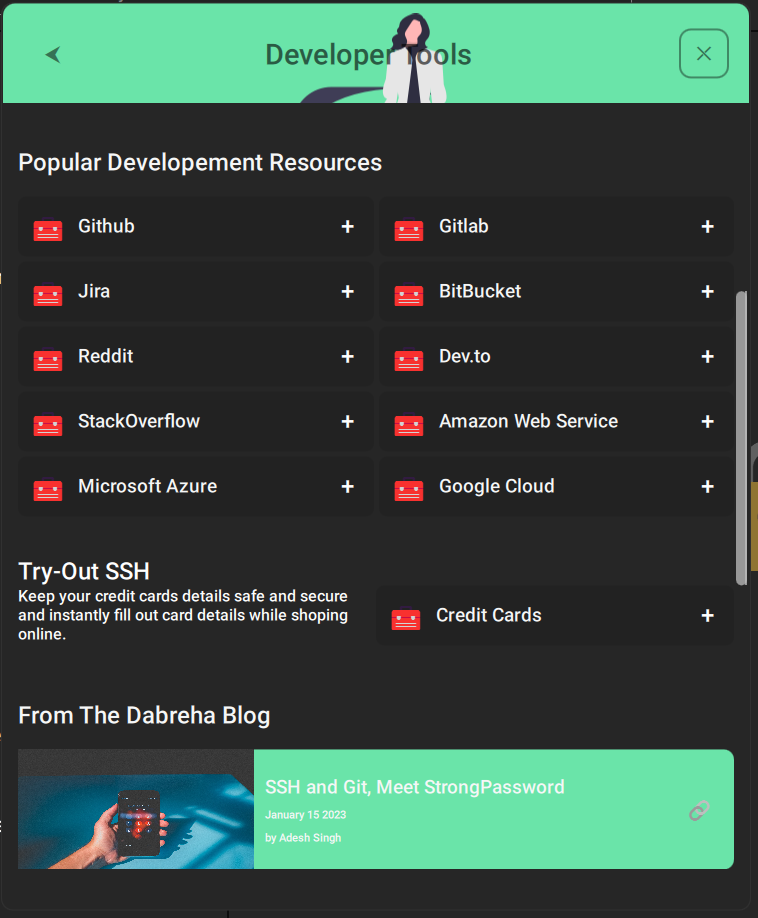 Developer Tools
Popular Developement Resources
Github
+
Gitlab
+
Jira
+
BitBucket
+
Reddit
+
Dev.to
+
StackOverflow
+
Amazon Web Service
+
Microsoft Azure
+
Google Cloud
+
Try-Out SSH
Keep your credit cards details safe and secure
and instantly fill out card details while shoping
online.
Credit Cards
+
From The Dabreha Blog
SSH and Git, Meet StrongPassword
January 15 2023
by Adesh Singh